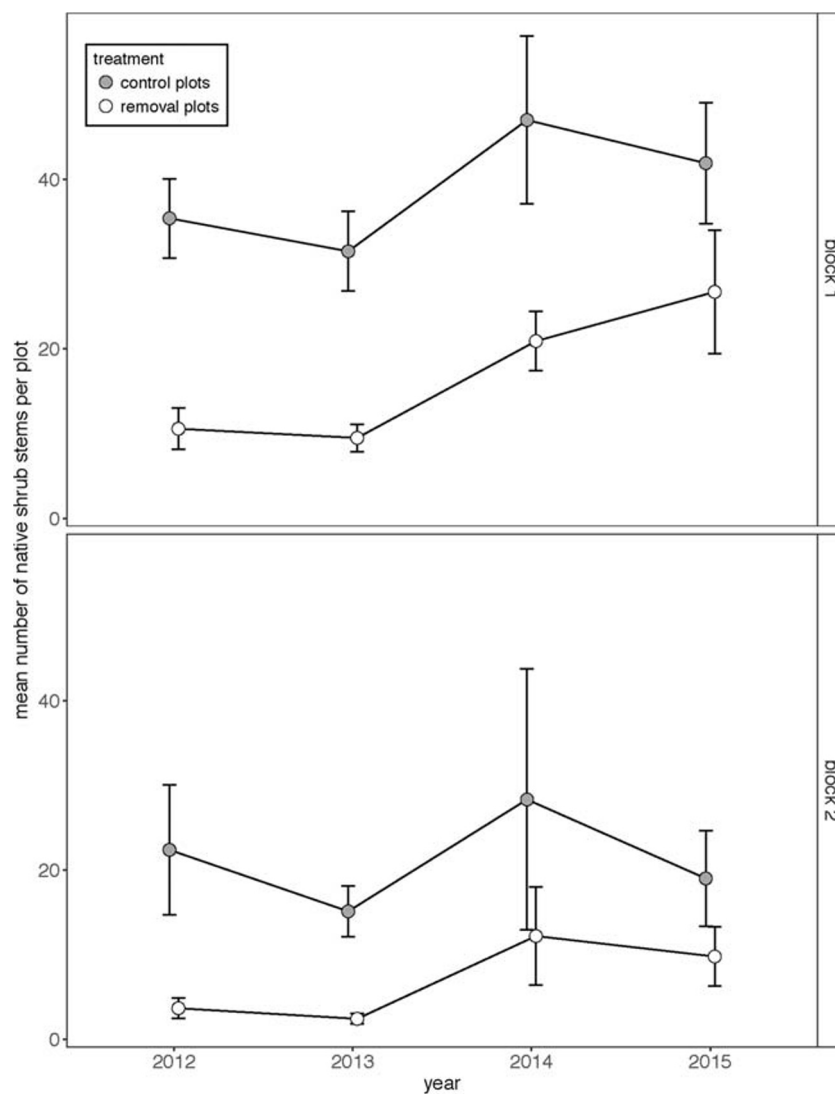 treatment
control plots
removal plots
mean number of native shrub stems per plot
40
20
0
block 1
40
20
0
block 2
2012 2013 2014 2015
year